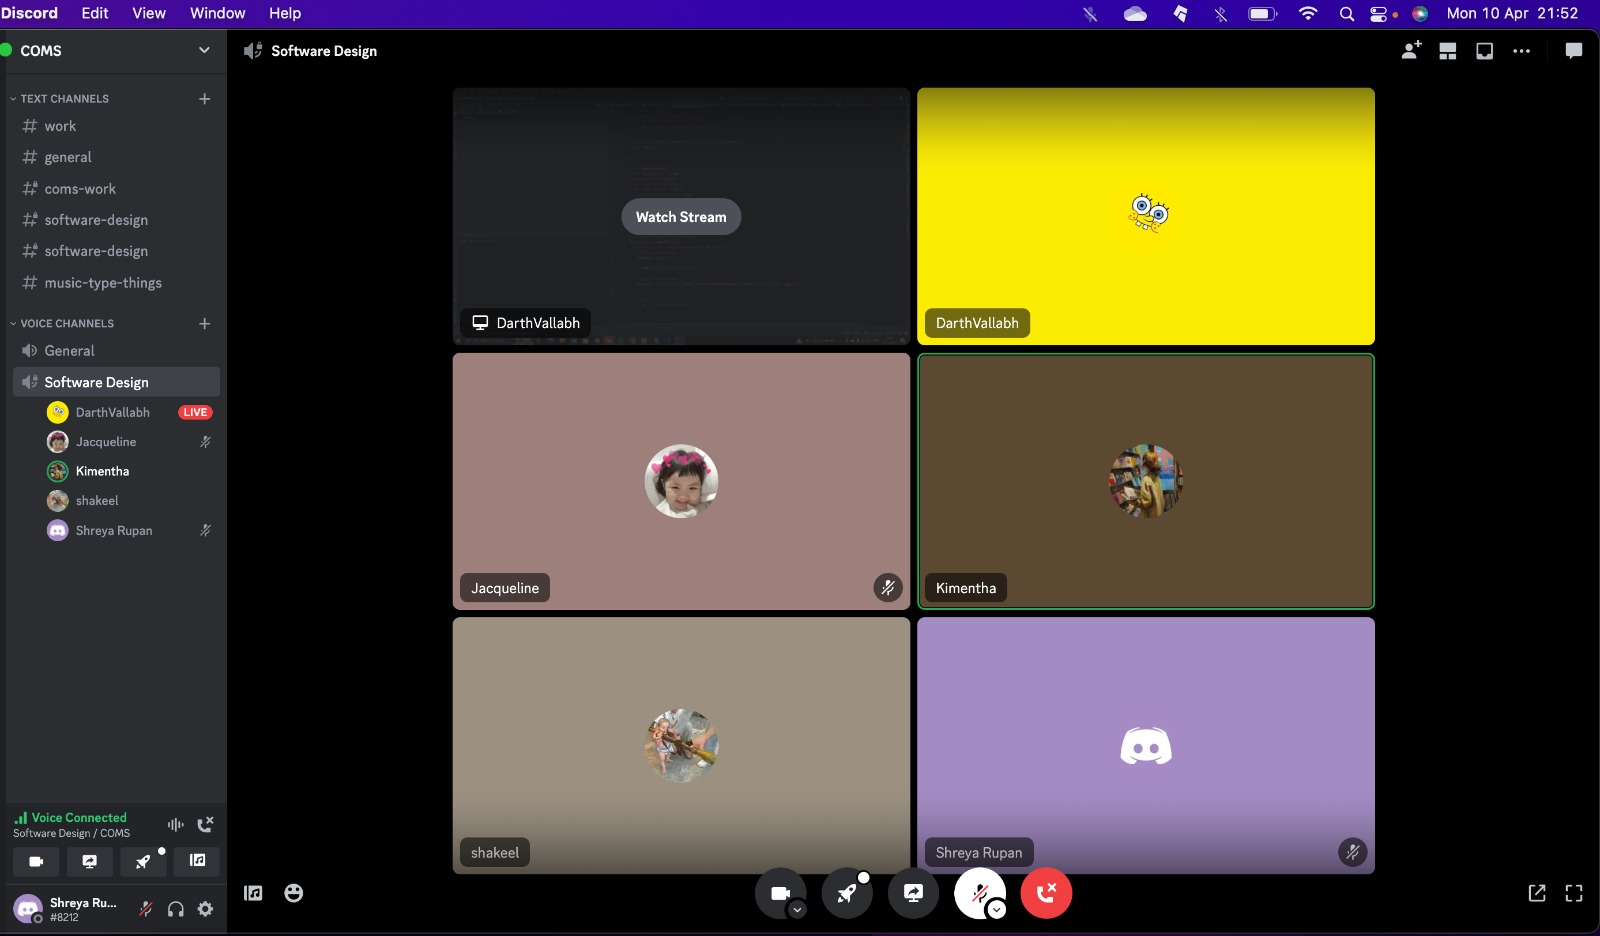 Discord Edit View Window Help Mon 10 Apr 21:52
COMS
Software Design
TEXT CHANNELS
work
general
coms-work
software-design
software-design
music-type-things
VOICE CHANNELS
General
Software Design
DarthVallabh LIVE
Jacqueline
Kimentha
shakeel
Shreya Rupan
Voice Connected
Software Design / COMS
Shreya Ru...
#8212
Watch Stream
DarthVallabh
DarthVallabh
Jacqueline
Kimentha
shakeel
Shreya Rupan